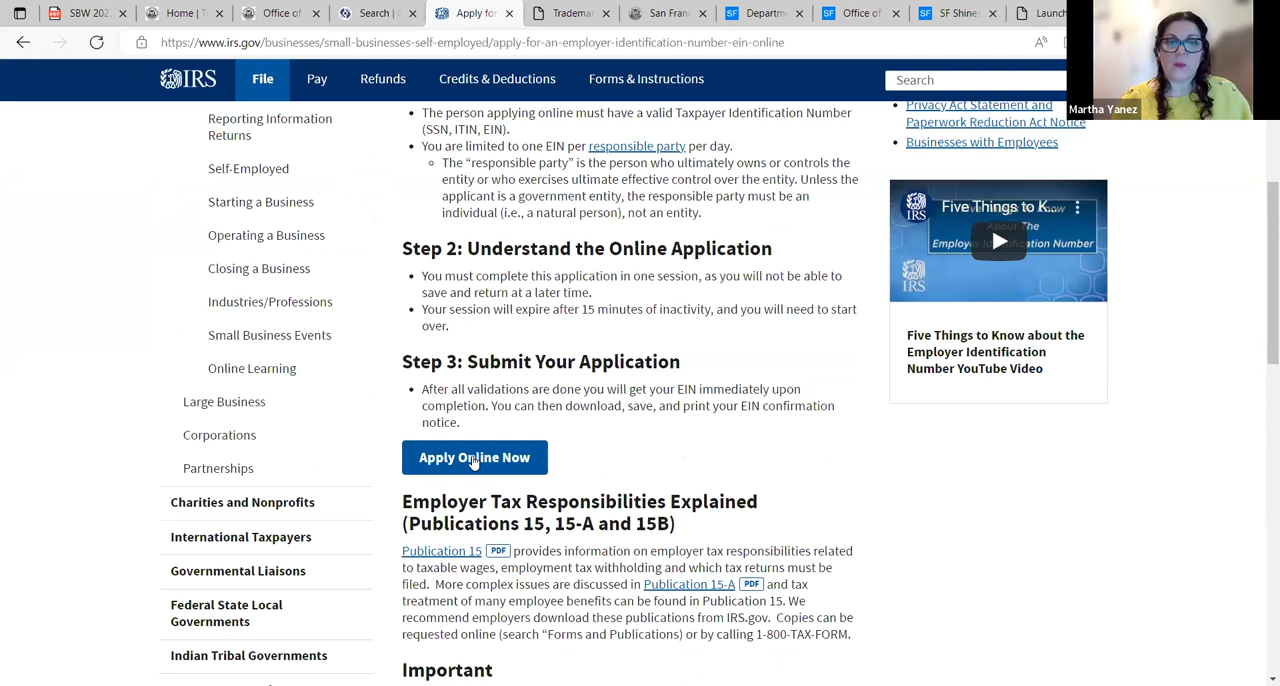 SBW 202
Home | T
Office of
Search | C
Apply for
Trademar
San Fran
Departm
Office of
SF Shines
Launch
https://www.irs.gov/businesses/small-businesses-self-employed/apply-for-an-employer-identification-number-ein-online
IRS File Pay Refunds Credits & Deductions Forms & Instructions Search
Martha Yanez
Reporting Information
Returns
Self-Employed
Starting a Business
Operating a Business
Closing a Business
Industries/Professions
Small Business Events
Online Learning
Large Business
Corporations
Partnerships
Charities and Nonprofits
International Taxpayers
Governmental Liaisons
Federal State Local
Governments
Indian Tribal Governments
• The person applying online must have a valid Taxpayer Identification Number
(SSN, ITIN, EIN).
• You are limited to one EIN per responsible party per day.
The “responsible party” is the person who ultimately owns or controls the
entity or who exercises ultimate effective control over the entity. Unless the
applicant is a government entity, the responsible party must be an
individual (i.e., a natural person), not an entity.
Step 2: Understand the Online Application
• You must complete this application in one session, as you will not be able to
save and return at a later time.
• Your session will expire after 15 minutes of inactivity, and you will need to start
over.
Step 3: Submit Your Application
• After all validations are done you will get your EIN immediately upon
completion. You can then download, save, and print your EIN confirmation
notice.
Apply Online Now
Employer Tax Responsibilities Explained
(Publications 15, 15-A and 15B)
Publication 15 PDF provides information on employer tax responsibilities related
to taxable wages, employment tax withholding and which tax returns must be
filed. More complex issues are discussed in Publication 15-A PDF and tax
treatment of many employee benefits can be found in Publication 15. We
recommend employers download these publications from IRS.gov. Copies can be
requested online (search “Forms and Publications) or by calling 1-800-TAX-FORM.
Important
• Privacy Act Statement and
Paperwork Reduction Act Notice
• Businesses with Employees
Five Things to K...
About The
Employer Identification Number
IRS
Five Things to Know about the
Employer Identification
Number YouTube Video